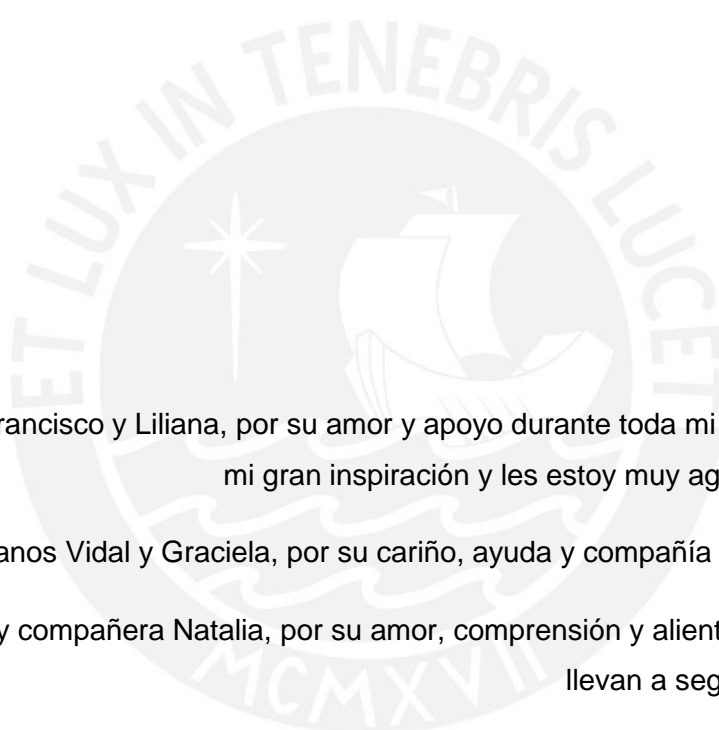 ET LUX IN TENEBRIS LUCET
rancisco y Liliana, por su amor y apoyo durante toda mi
mi gran inspiración y les estoy muy ag
anos Vidal y Graciela, por su cariño, ayuda y compañía
y compañera Natalia, por su amor, comprensión y alient
llevan a seg
MCMXVII